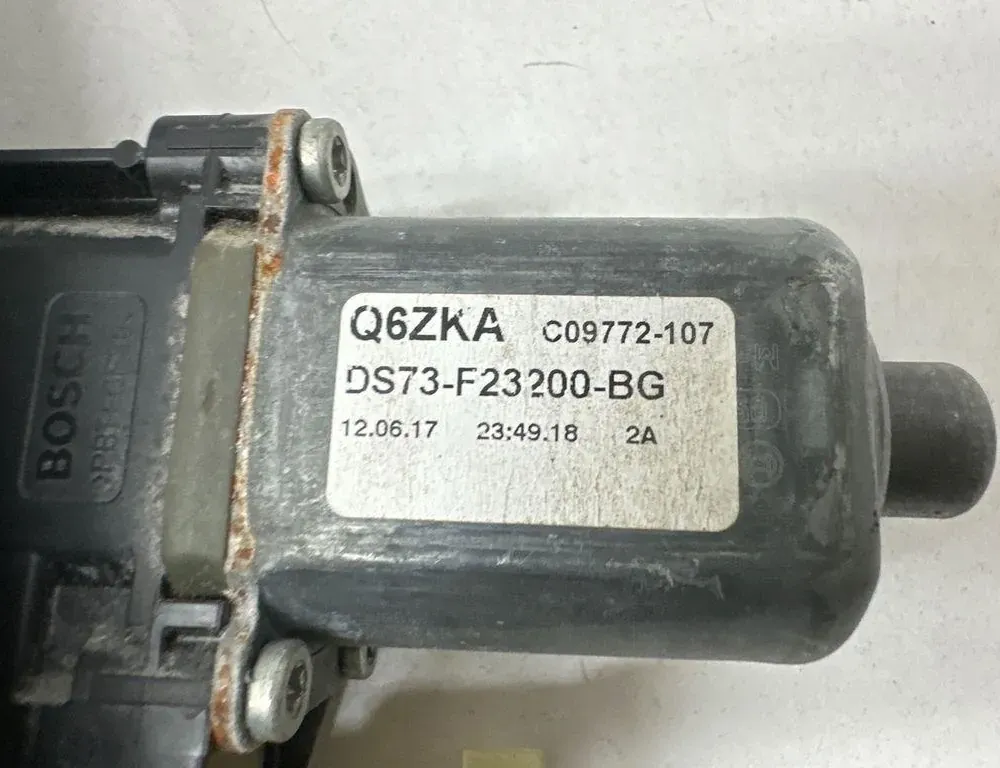 Q6ZKA C09772-107
DS73-F23200-BG
12.06.17 23:49.18 2A
BOSCH